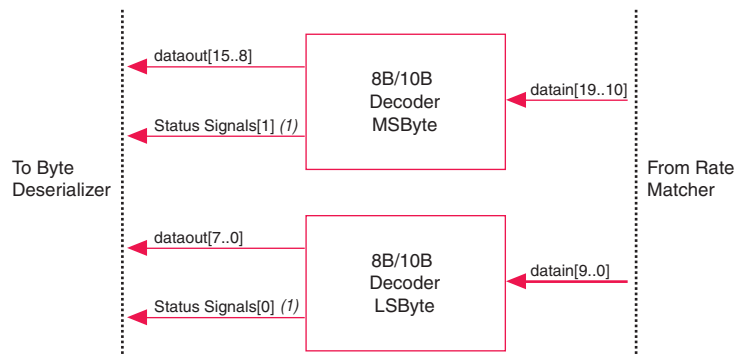 dataout[15..8]
8B/10B
Decoder
MSByte
datain[19..10]
Status Signals[1] (1)
To Byte
Deserializer
From Rate
Matcher
dataout[7..0]
8B/10B
Decoder
LSByte
datain[9..0]
Status Signals[0] (1)